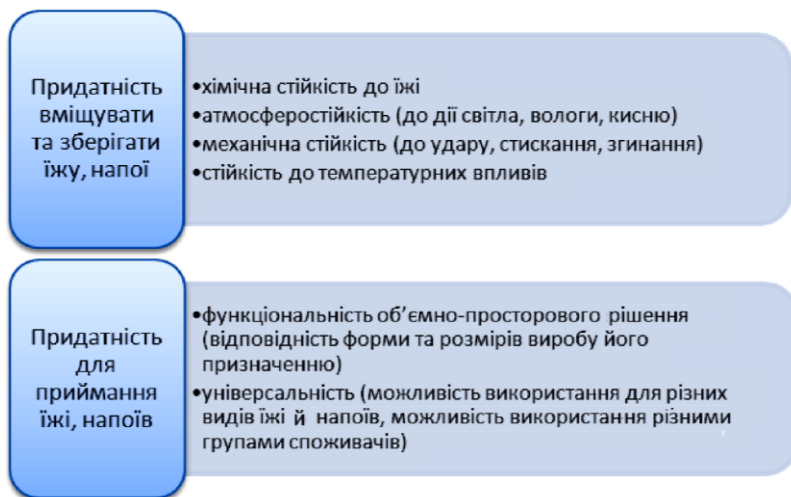 Придатність
вміщувати
та зберігати
їжу, напої
•хімічна стійкість до їжі
•атмосферостійкість (до дії світла, вологи, кисню)
•механічна стійкість (до удару, стискання, згинання)
•стійкість до температурних впливів
Придатність
для
приймання
їжі, напоїв
•функціональність об’ємно-просторового рішення
(відповідність форми та розмірів виробу його
призначенню)
•універсальність (можливість використання для різних
видів їжі й напоїв, можливість використання різними
групами споживачів)